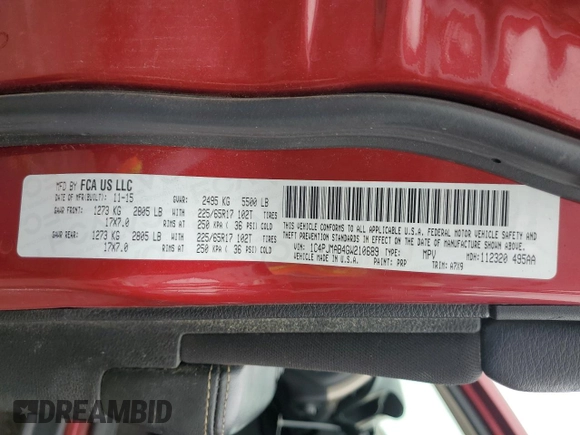 MFD BY FCA US LLC
DATE OF MFR(BUILT): 11-15 GVWR: 2495 KG 5500 LB
GAWR FRONT: 1273 KG 2805 LB WITH 225/65R17 102T TIRES
17X7.0 RIMS AT 250 KPA ( 36 PSI) COLD
GAWR REAR: 1273 KG 2805 LB WITH 225/65R17 102T TIRES
17X7.0 RIMS AT 250 KPA ( 36 PSI) COLD
THIS VEHICLE CONFORMS TO ALL APPLICABLE U.S.A. FEDERAL MOTOR VEHICLE SAFETY AND
THEFT PREVENTION STANDARDS IN EFFECT ON THE DATE OF MANUFACTURE SHOWN ABOVE.
VIN: 1C4PJMAB4GW210689 TYPE: MPV MDH: 112320 495AA
VEHICLE MADE IN U.S.A. PAINT: PRP TRIM: A7X9
DREAMBID